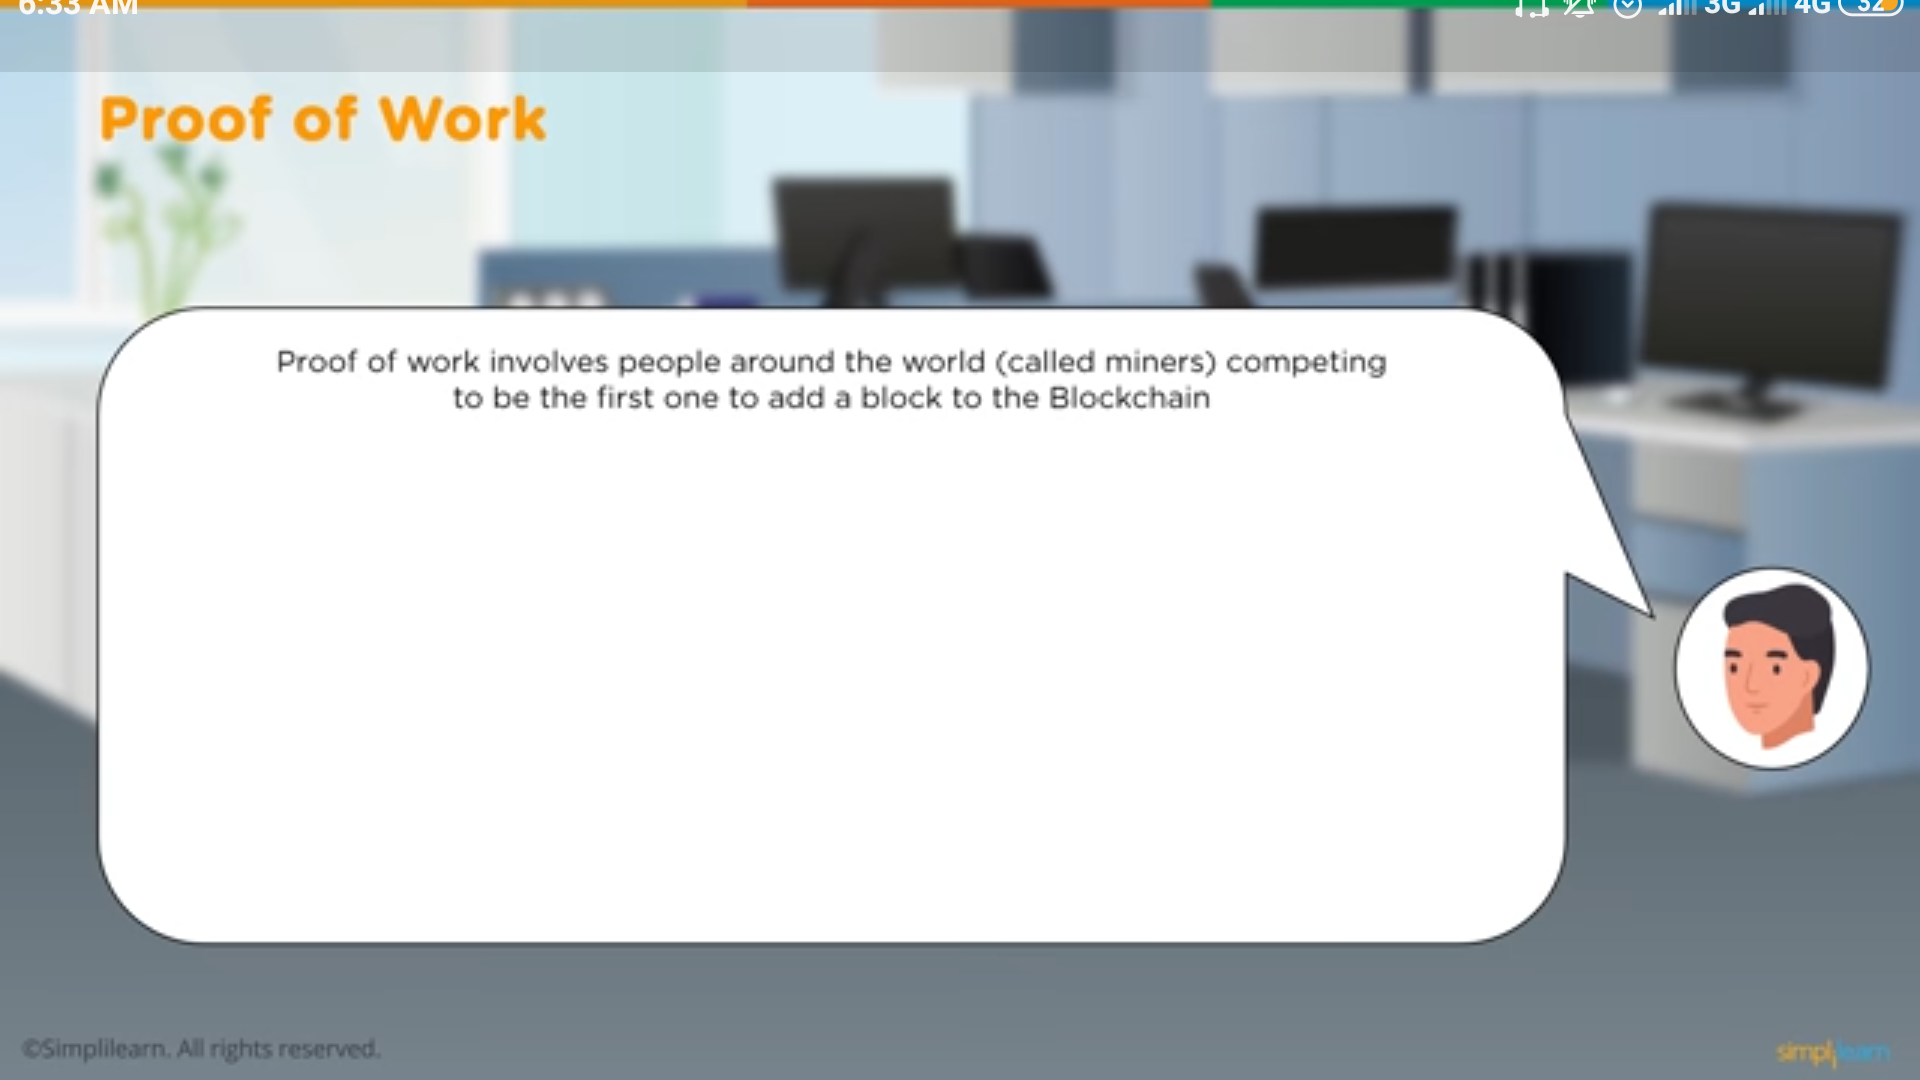 6:33 AM
3G 4G 32
Proof of Work
Proof of work involves people around the world (called miners) competing
to be the first one to add a block to the Blockchain
©Simplilearn. All rights reserved.
simplilearn